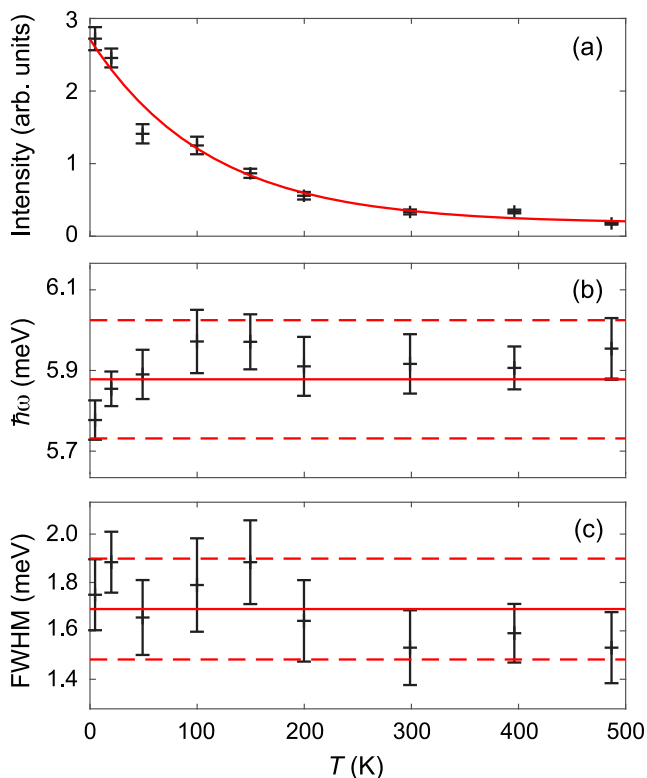 (a)
Intensity (arb. units)
3
2
1
0
(b)
ħω (meV)
6.1
5.9
5.7
(c)
FWHM (meV)
2.0
1.8
1.6
1.4
0 100 200 300 400 500
T (K)